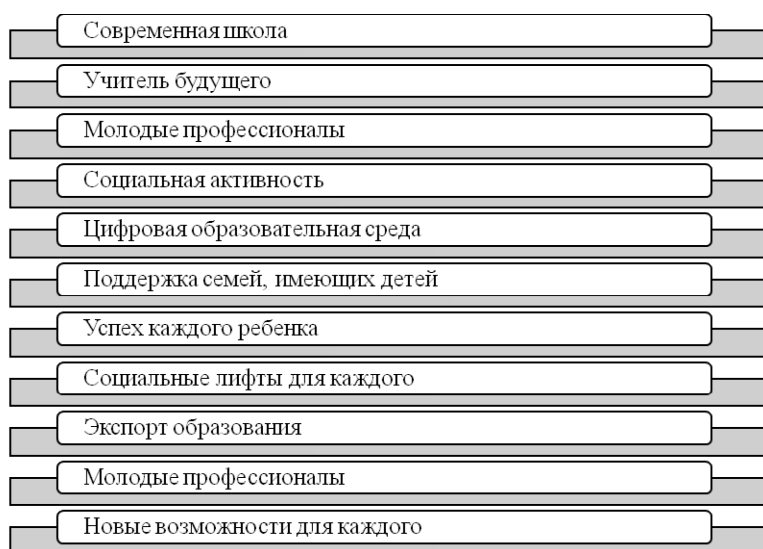 Современная школа
Учитель будущего
Молодые профессионалы
Социальная активность
Цифровая образовательная среда
Поддержка семей, имеющих детей
Успех каждого ребенка
Социальные лифты для каждого
Экспорт образования
Молодые профессионалы
Новые возможности для каждого